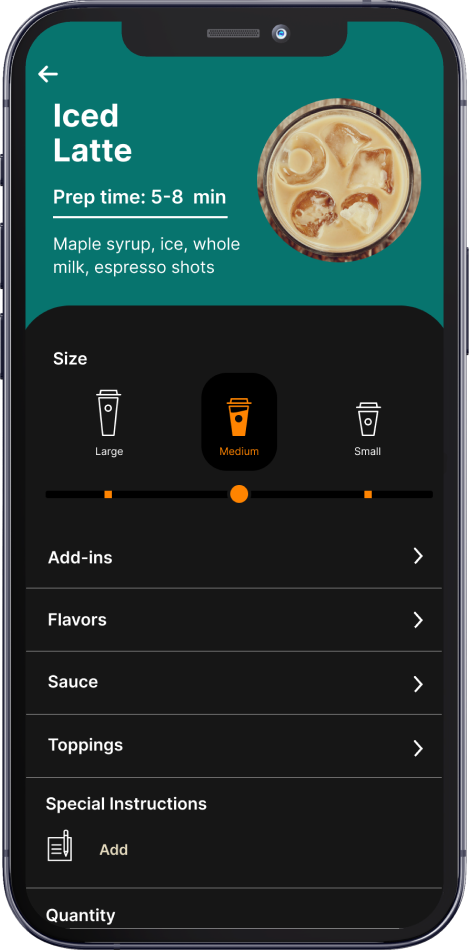 Iced
Latte
Prep time: 5-8 min
Maple syrup, ice, whole
milk, espresso shots
Size
Large Medium Small
Add-ins
Flavors
Sauce
Toppings
Special Instructions
Add
Quantity